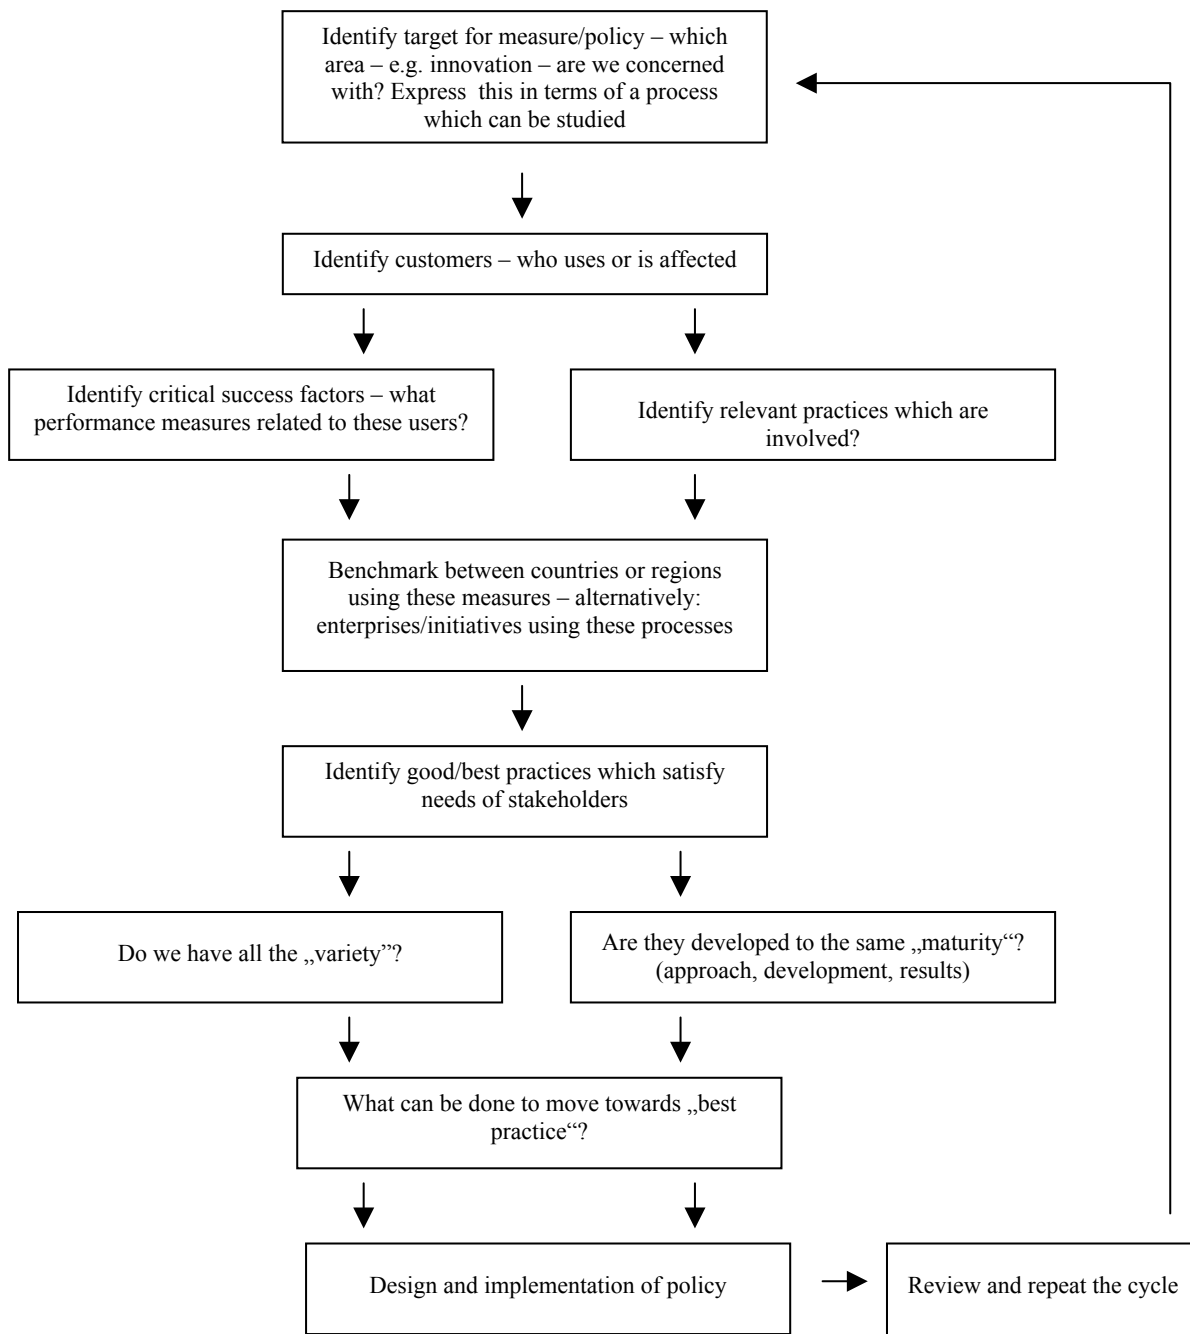 Identify target for measure/policy – which
area – e.g. innovation – are we concerned
with? Express  this in terms of a process
which can be studied
Identify customers – who uses or is affected
Identify critical success factors – what
performance measures related to these users?
Identify relevant practices which are
involved?
Benchmark between countries or regions
using these measures – alternatively:
enterprises/initiatives using these processes
Identify good/best practices which satisfy
needs of stakeholders
Do we have all the „variety”?
Are they developed to the same „maturity“?
(approach, development, results)
What can be done to move towards „best
practice“?
Design and implementation of policy
Review and repeat the cycle